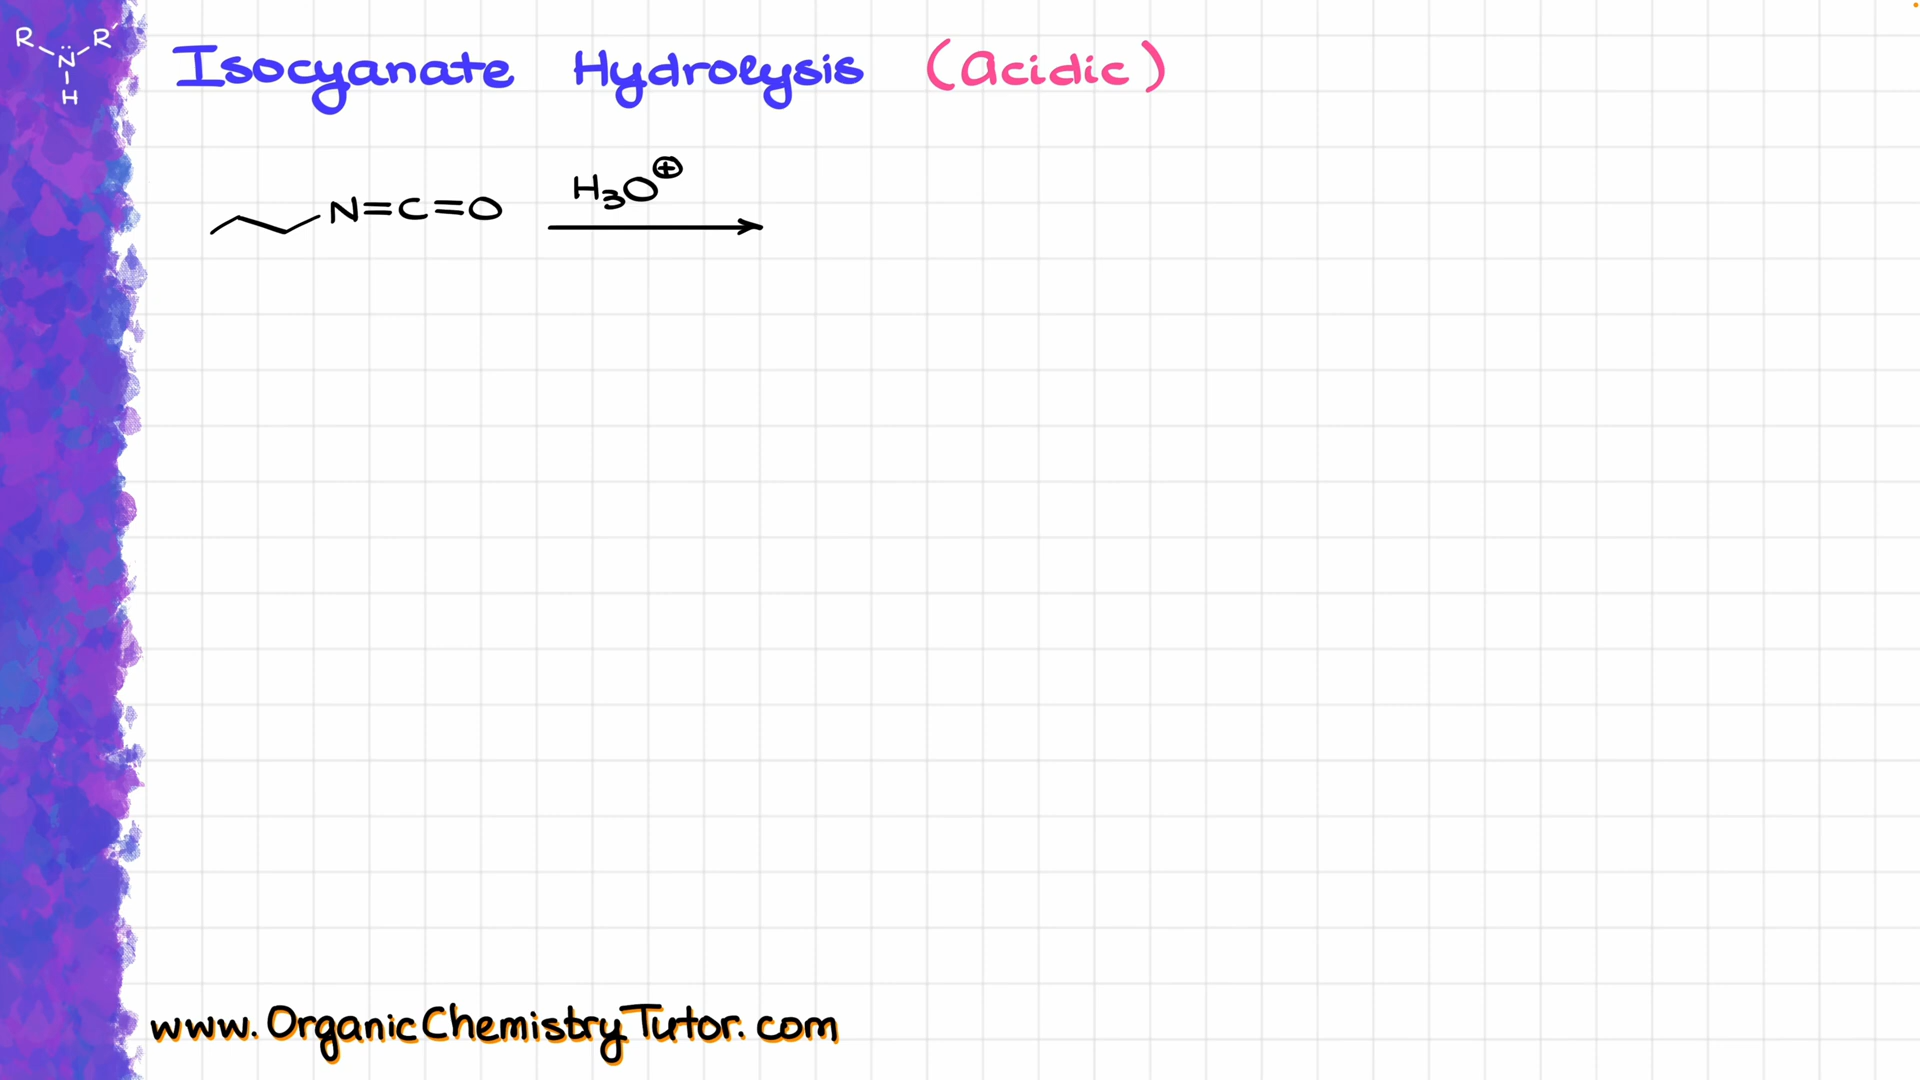 R R'
N
H
Isocyanate Hydrolysis (Acidic)
H₃O⊕
N=C=O
www.OrganicChemistryTutor.com